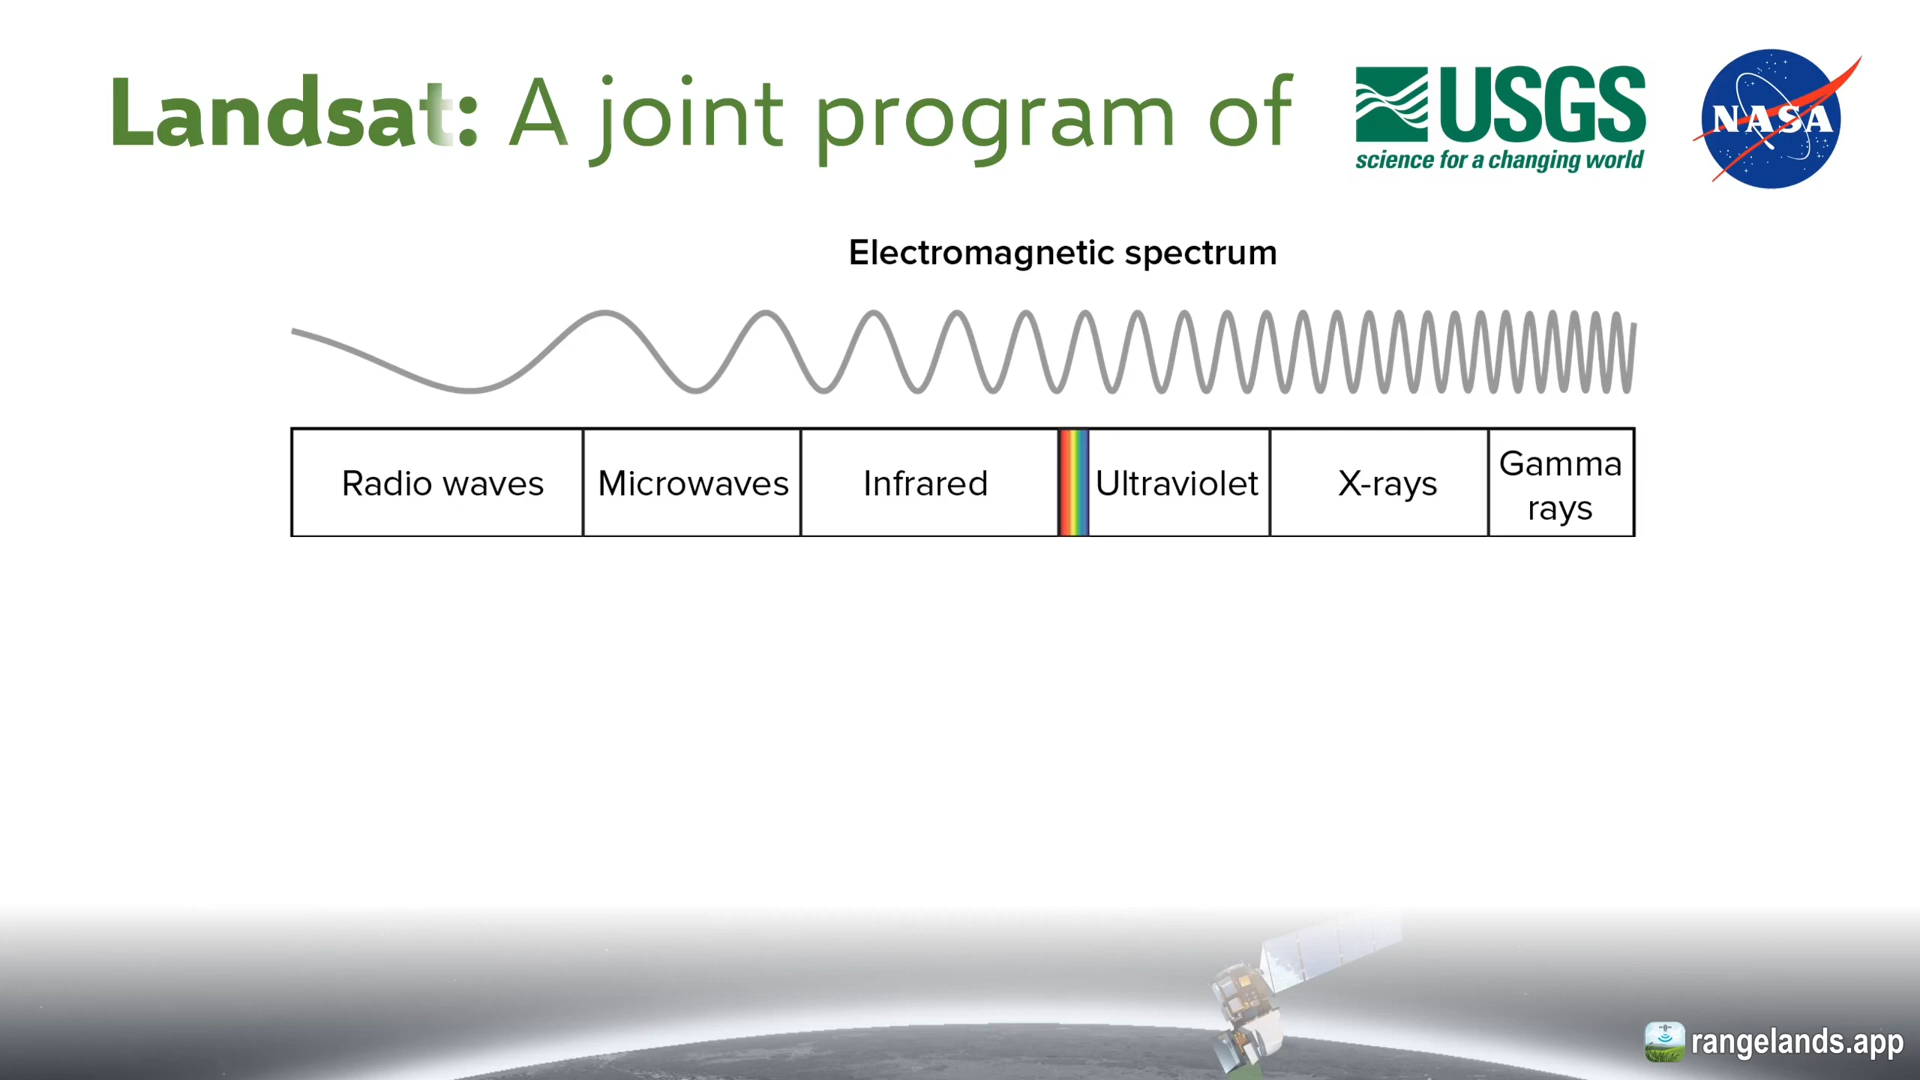 Landsat: A joint program of
USGS
science for a changing world
NASA
Electromagnetic spectrum
Radio waves
Microwaves
Infrared
Ultraviolet
X-rays
Gamma
rays
rangelands.app